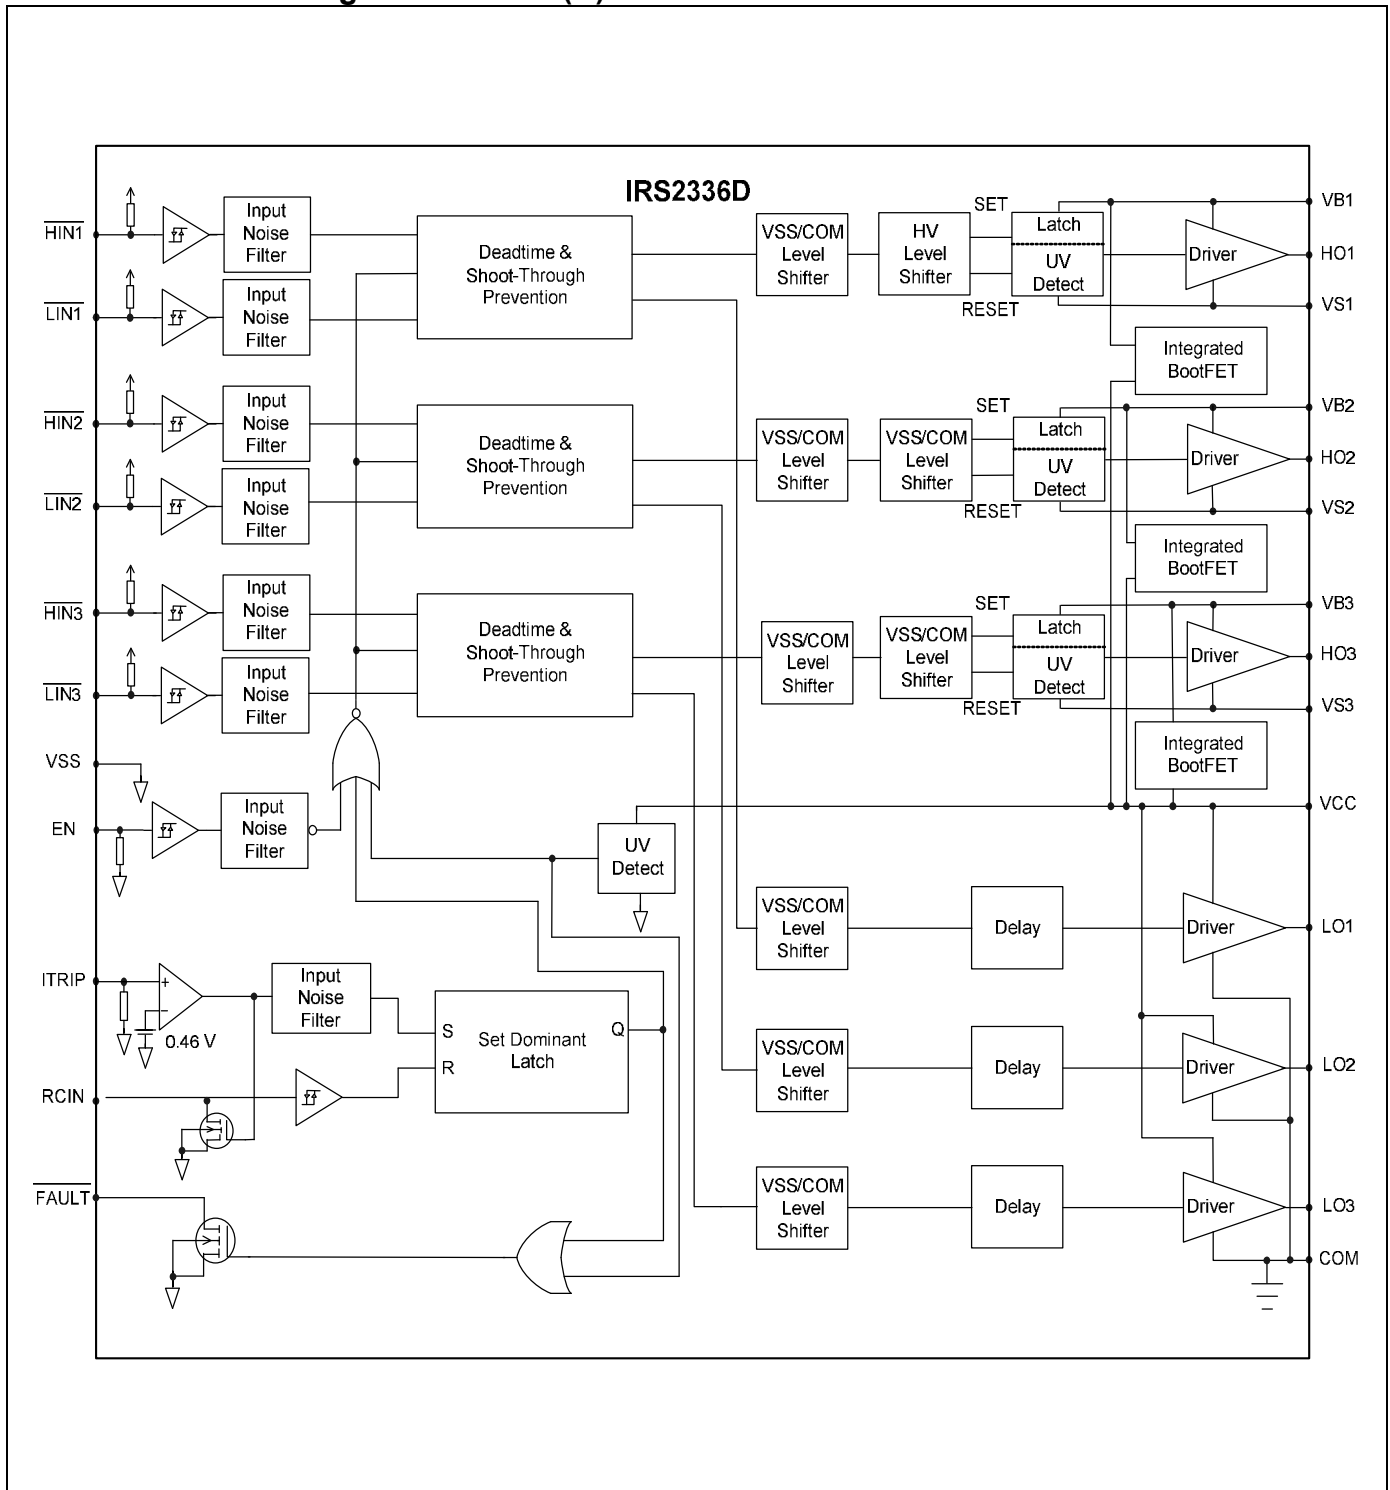 IRS2336D
HIN1
Input
Noise
Filter
LIN1
Input
Noise
Filter
Deadtime &
Shoot-Through
Prevention
VSS/COM
Level
Shifter
HV
Level
Shifter
SET
RESET
Latch
UV
Detect
Driver
VB1
HO1
VS1
Integrated
BootFET
HIN2
Input
Noise
Filter
LIN2
Input
Noise
Filter
Deadtime &
Shoot-Through
Prevention
VSS/COM
Level
Shifter
VSS/COM
Level
Shifter
SET
RESET
Latch
UV
Detect
Driver
VB2
HO2
VS2
Integrated
BootFET
HIN3
Input
Noise
Filter
LIN3
Input
Noise
Filter
Deadtime &
Shoot-Through
Prevention
VSS/COM
Level
Shifter
VSS/COM
Level
Shifter
SET
RESET
Latch
UV
Detect
Driver
VB3
HO3
VS3
Integrated
BootFET
VSS
EN
Input
Noise
Filter
UV
Detect
VCC
VSS/COM
Level
Shifter
Delay
Driver
LO1
ITRIP
+
−
0.46 V
Input
Noise
Filter
S
R
Q
Set Dominant
Latch
RCIN
VSS/COM
Level
Shifter
Delay
Driver
LO2
FAULT
VSS/COM
Level
Shifter
Delay
Driver
LO3
COM